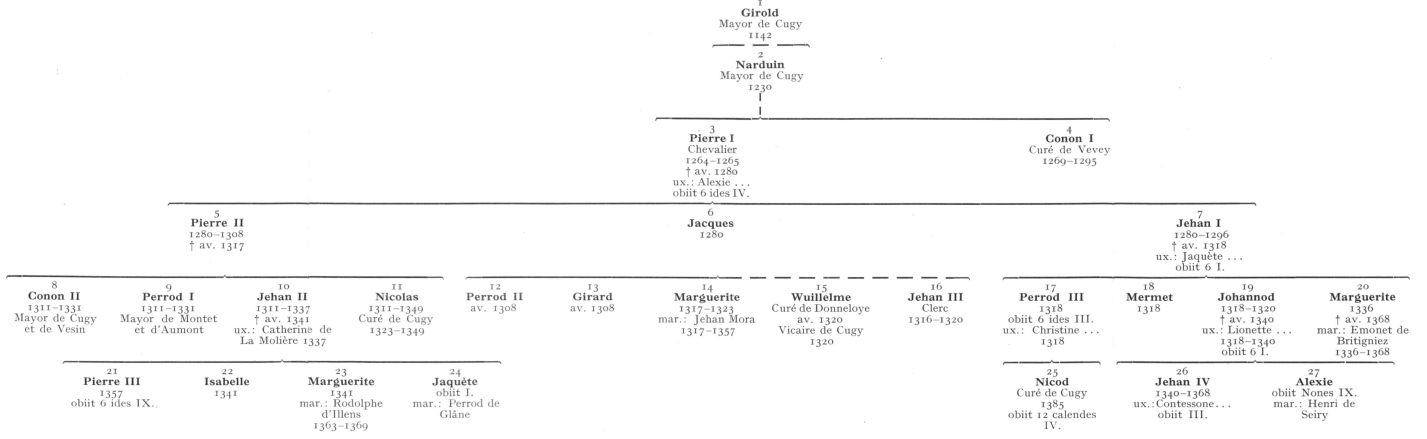 1
Girold
Mayor de Cugy
1142
2
Narduin
Mayor de Cugy
1230
3
Pierre I
Chevalier
1264–1265
† av. 1280
ux.: Alexie ...
obiit 6 ides IV.
4
Conon I
Curé de Vevey
1269–1295
5
Pierre II
1280–1308
† av. 1317
6
Jacques
1280
7
Jehan I
1280–1296
† av. 1318
ux.: Jaquète ...
obiit 6 I.
8
Conon II
1311–1331
Mayor de Cugy
et de Vesin
9
Perrod I
1311–1331
Mayor de Montet
et d'Aumont
10
Jehan II
1311–1337
† av. 1341
ux.: Catherine de
La Molière 1337
11
Nicolas
1311–1349
Curé de Cugy
1323–1349
12
Perrod II
av. 1308
13
Girard
av. 1308
14
Marguerite
1317–1323
mar.: Jehan Mora
1317–1357
15
Wuillelme
Curé de Donneloye
av. 1320
Vicaire de Cugy
1320
16
Jehan III
Clerc
1316–1320
17
Perrod III
1318
obiit 6 ides III.
ux.: Christine ...
1318
18
Mermet
1318
19
Johannod
1318–1320
† av. 1340
ux.: Lionette ...
1318–1340
obiit 6 I.
20
Marguerite
1336
† av. 1368
mar.: Emonet de
Britigniez
1336–1368
21
Pierre III
1357
obiit 6 ides IX.
22
Isabelle
1341
23
Marguerite
1341
mar.: Rodolphe
d'Illens
1363–1369
24
Jaquète
obiit I.
mar.: Perrod de
Glâne
25
Nicod
Curé de Cugy
1385
obiit 12 calendes
IV.
26
Jehan IV
1340–1368
ux.:Contessone...
obiit III.
27
Alexie
obiit Nones IX.
mar.: Henri de
Seiry